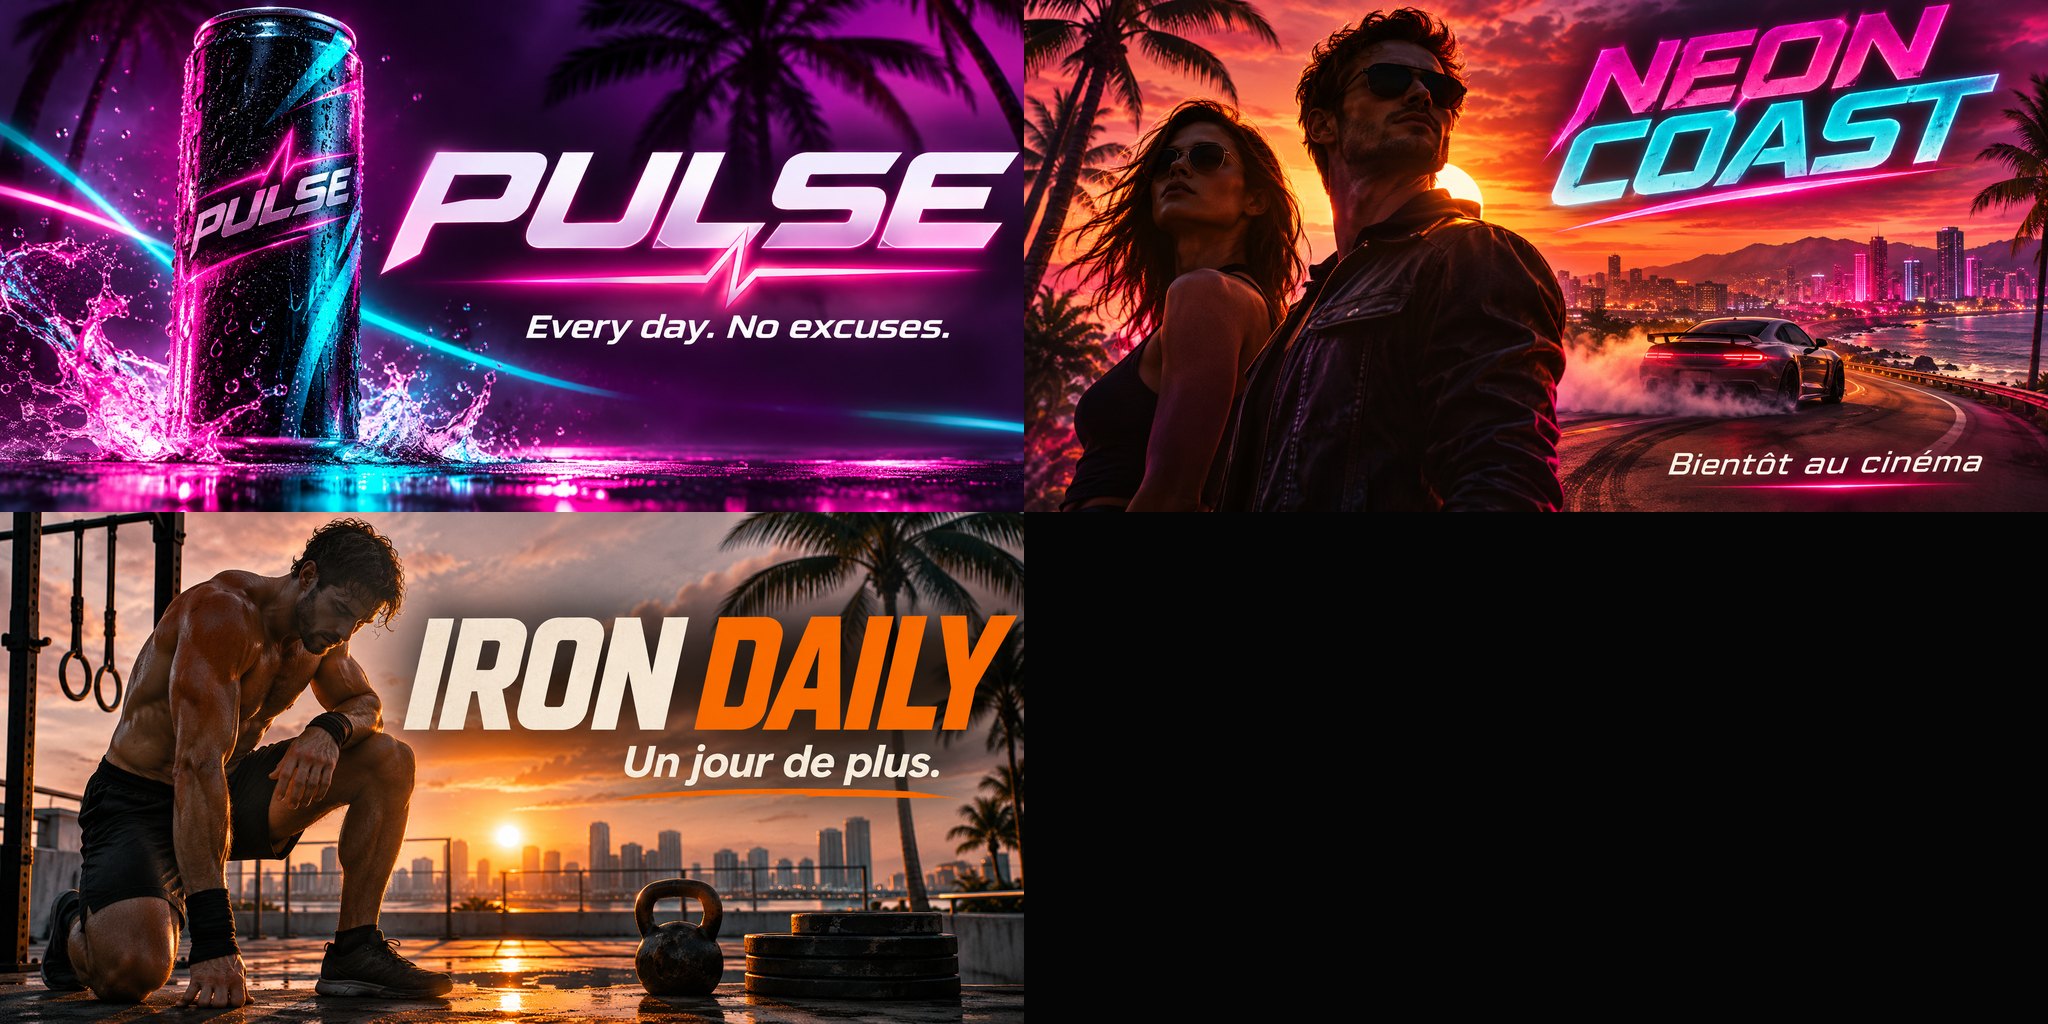 PULSE
PULSE
Every day. No excuses.
NEON
COAST
Bientôt au cinéma
IRON DAILY
Un jour de plus.